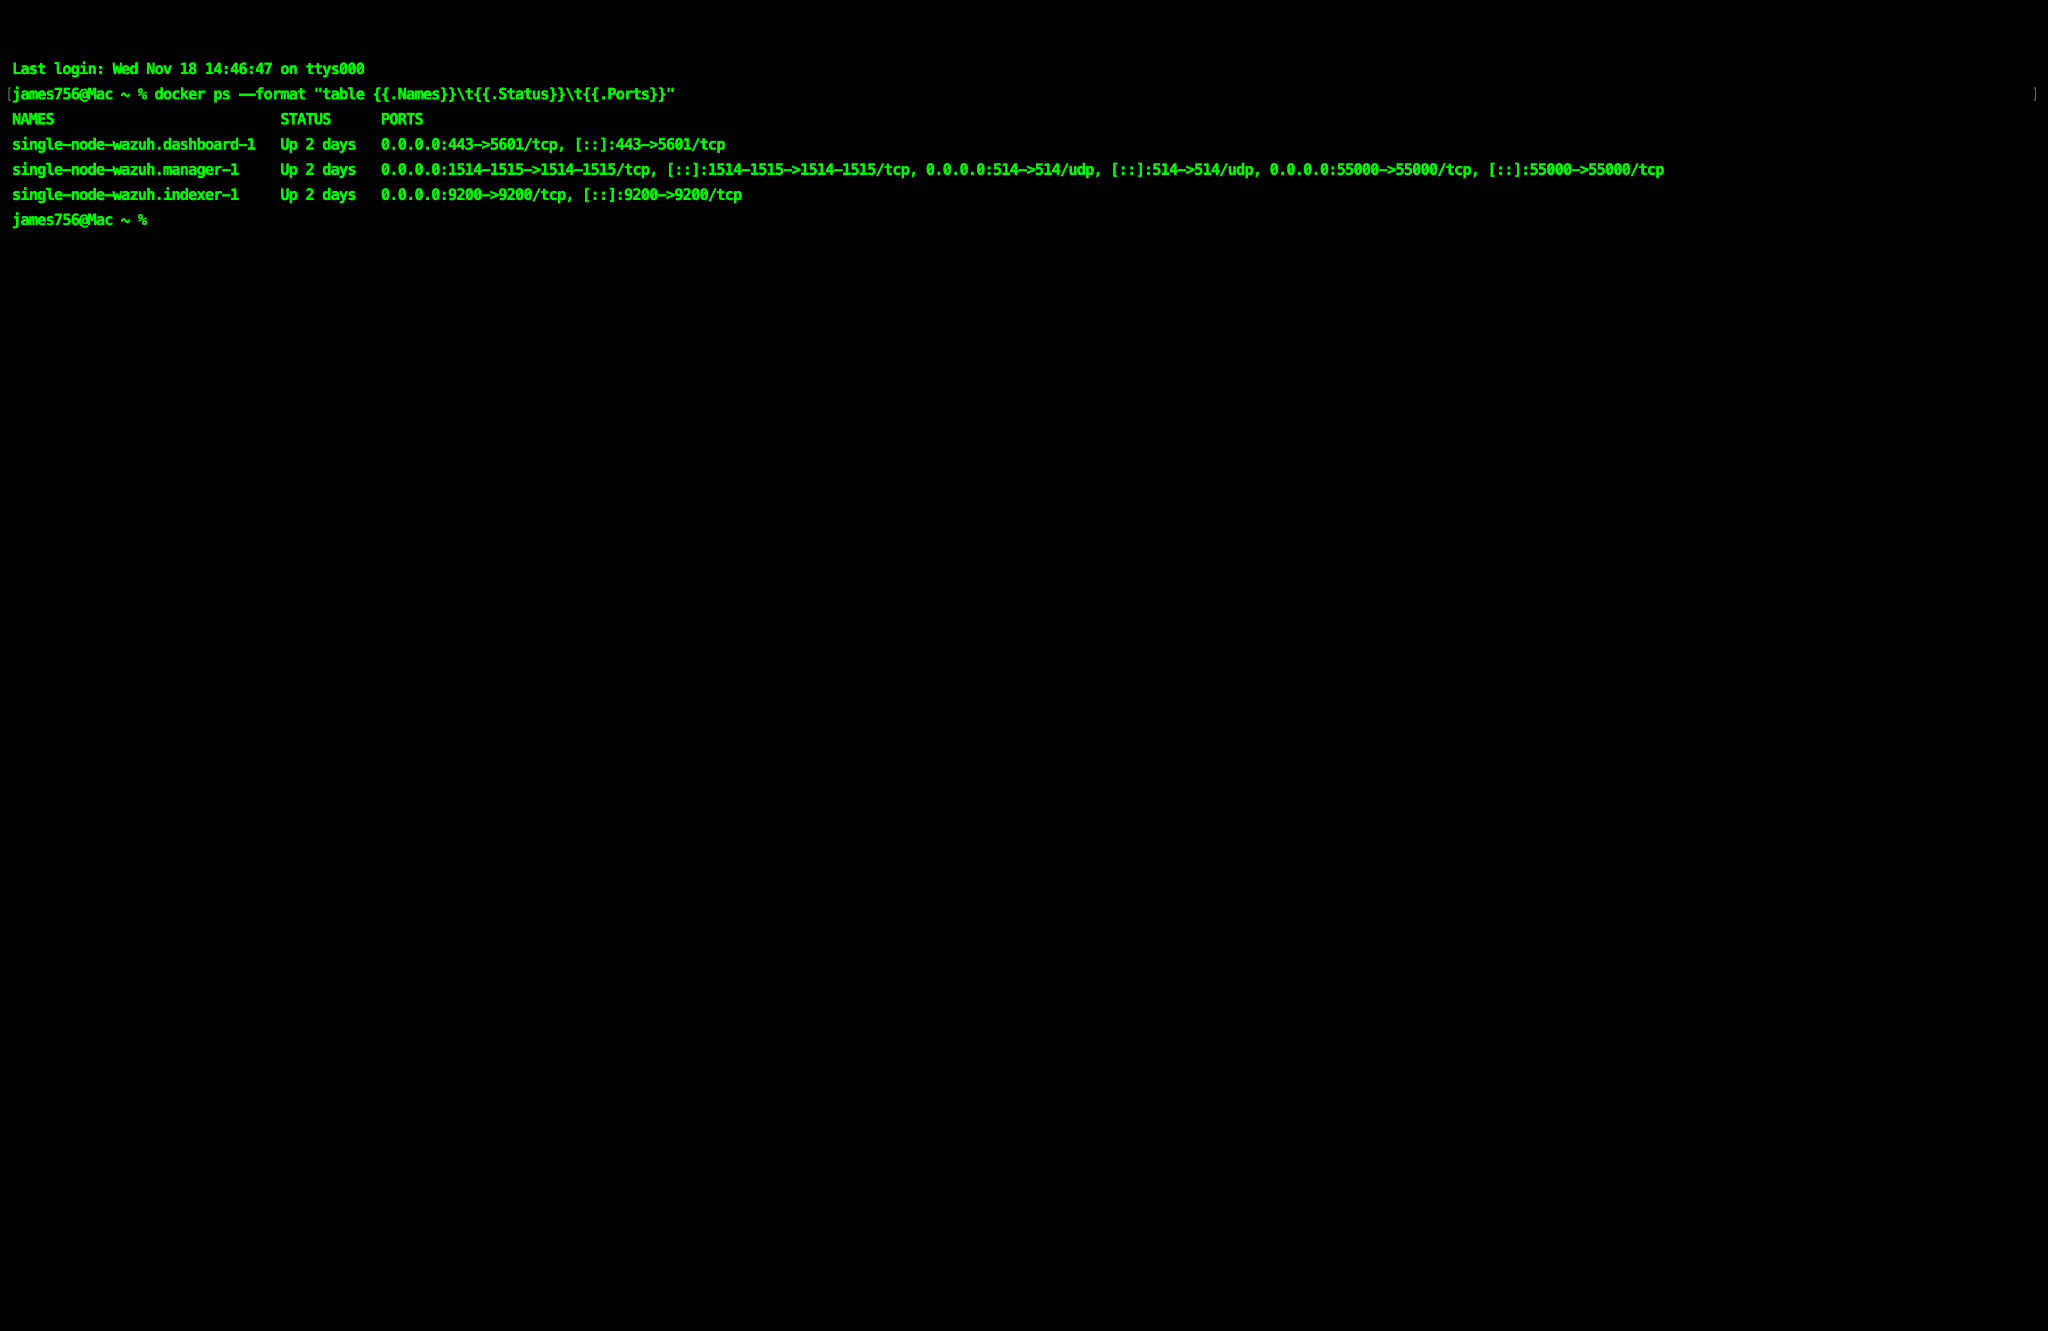 Last login: Wed Nov 18 14:46:47 on ttys000
[james756@Mac ~ % docker ps --format "table {{.Names}}\t{{.Status}}\t{{.Ports}}" ]
NAMES                           STATUS      PORTS
single-node-wazuh.dashboard-1   Up 2 days   0.0.0.0:443->5601/tcp, [::]:443->5601/tcp
single-node-wazuh.manager-1     Up 2 days   0.0.0.0:1514-1515->1514-1515/tcp, [::]:1514-1515->1514-1515/tcp, 0.0.0.0:514->514/udp, [::]:514->514/udp, 0.0.0.0:55000->55000/tcp, [::]:55000->55000/tcp
single-node-wazuh.indexer-1     Up 2 days   0.0.0.0:9200->9200/tcp, [::]:9200->9200/tcp
james756@Mac ~ %